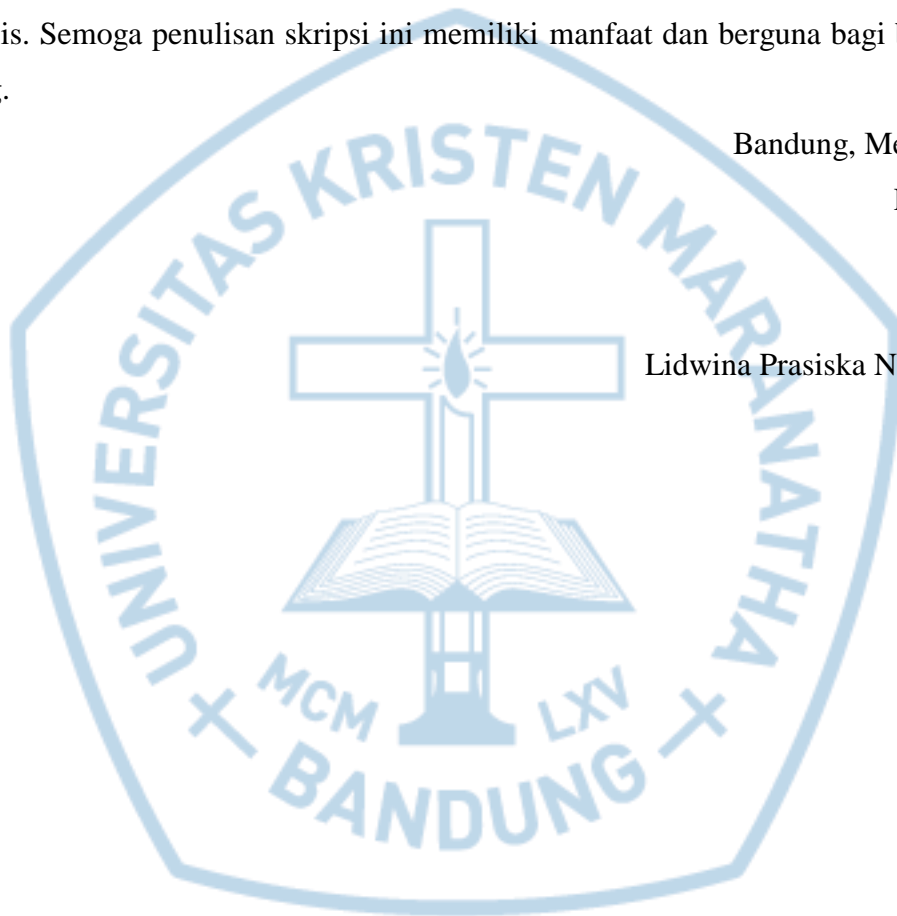 is. Semoga penulisan skripsi ini memiliki manfaat dan berguna bagi
Bandung, Me
Lidwina Prasiska N
UNIVERSITAS KRISTEN MARANATHA
MCM LXV
BANDUNG